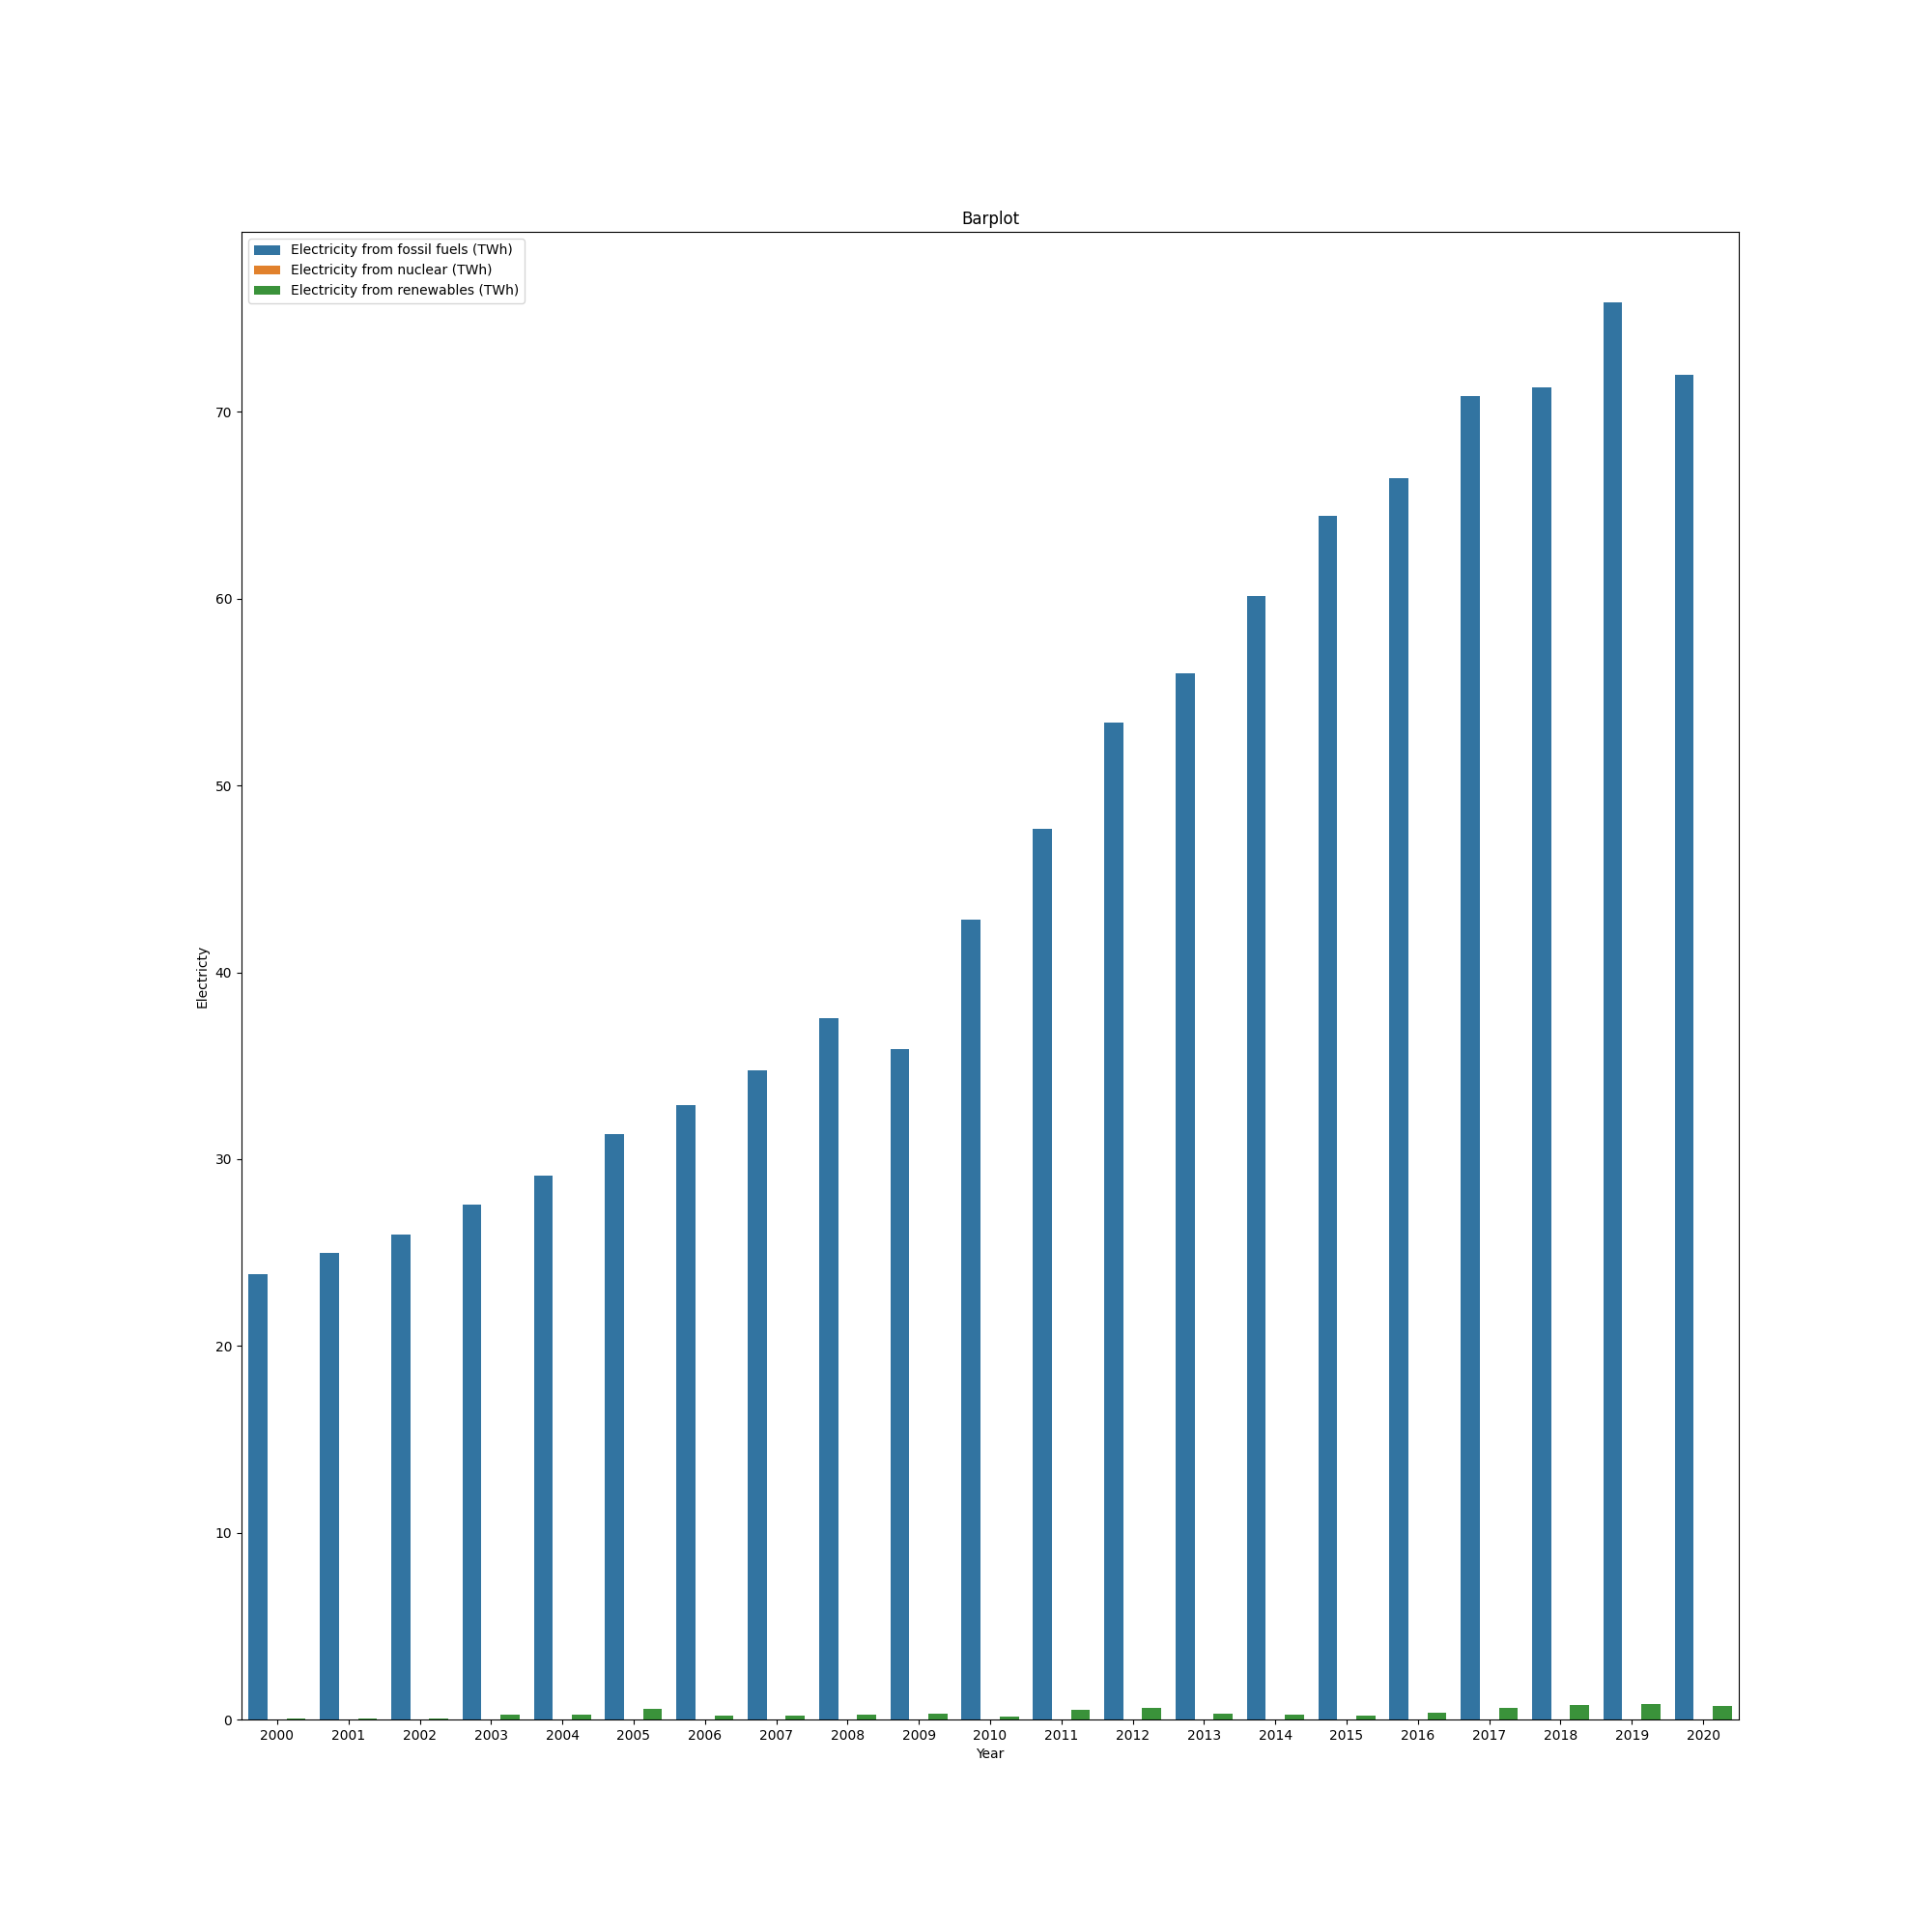 Barplot
Electricity from fossil fuels (TWh)
Electricity from nuclear (TWh)
Electricity from renewables (TWh)
70
60
50
40
30
20
10
0
Electricty
2000 2001 2002 2003 2004 2005 2006 2007 2008 2009 2010 2011 2012 2013 2014 2015 2016 2017 2018 2019 2020
Year